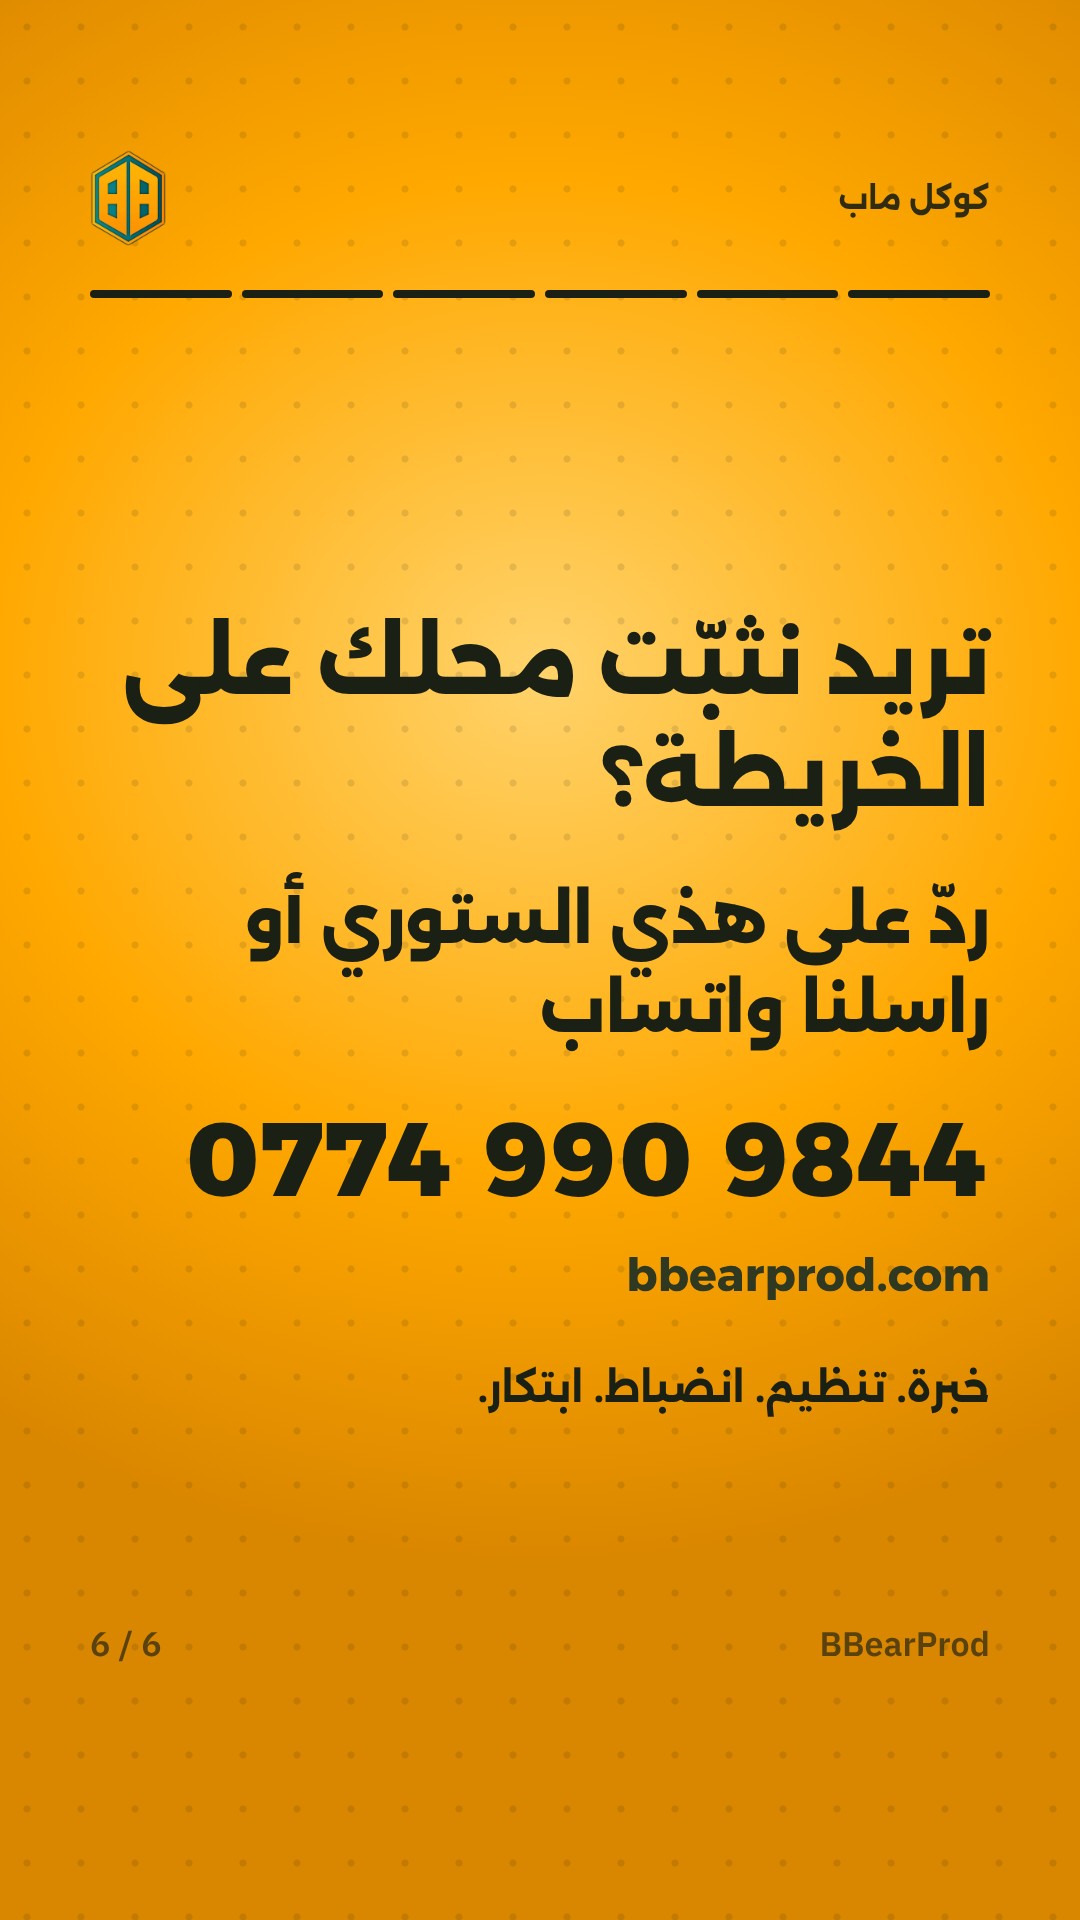 كوكل ماب
تريد نثبّت محلك على
الخريطة؟
ردّ على هذي الستوري أو
راسلنا واتساب
0774 990 9844
bbearprod.com
خبرة. تنظيم. انضباط. ابتكار.
BBearProd
6 / 6